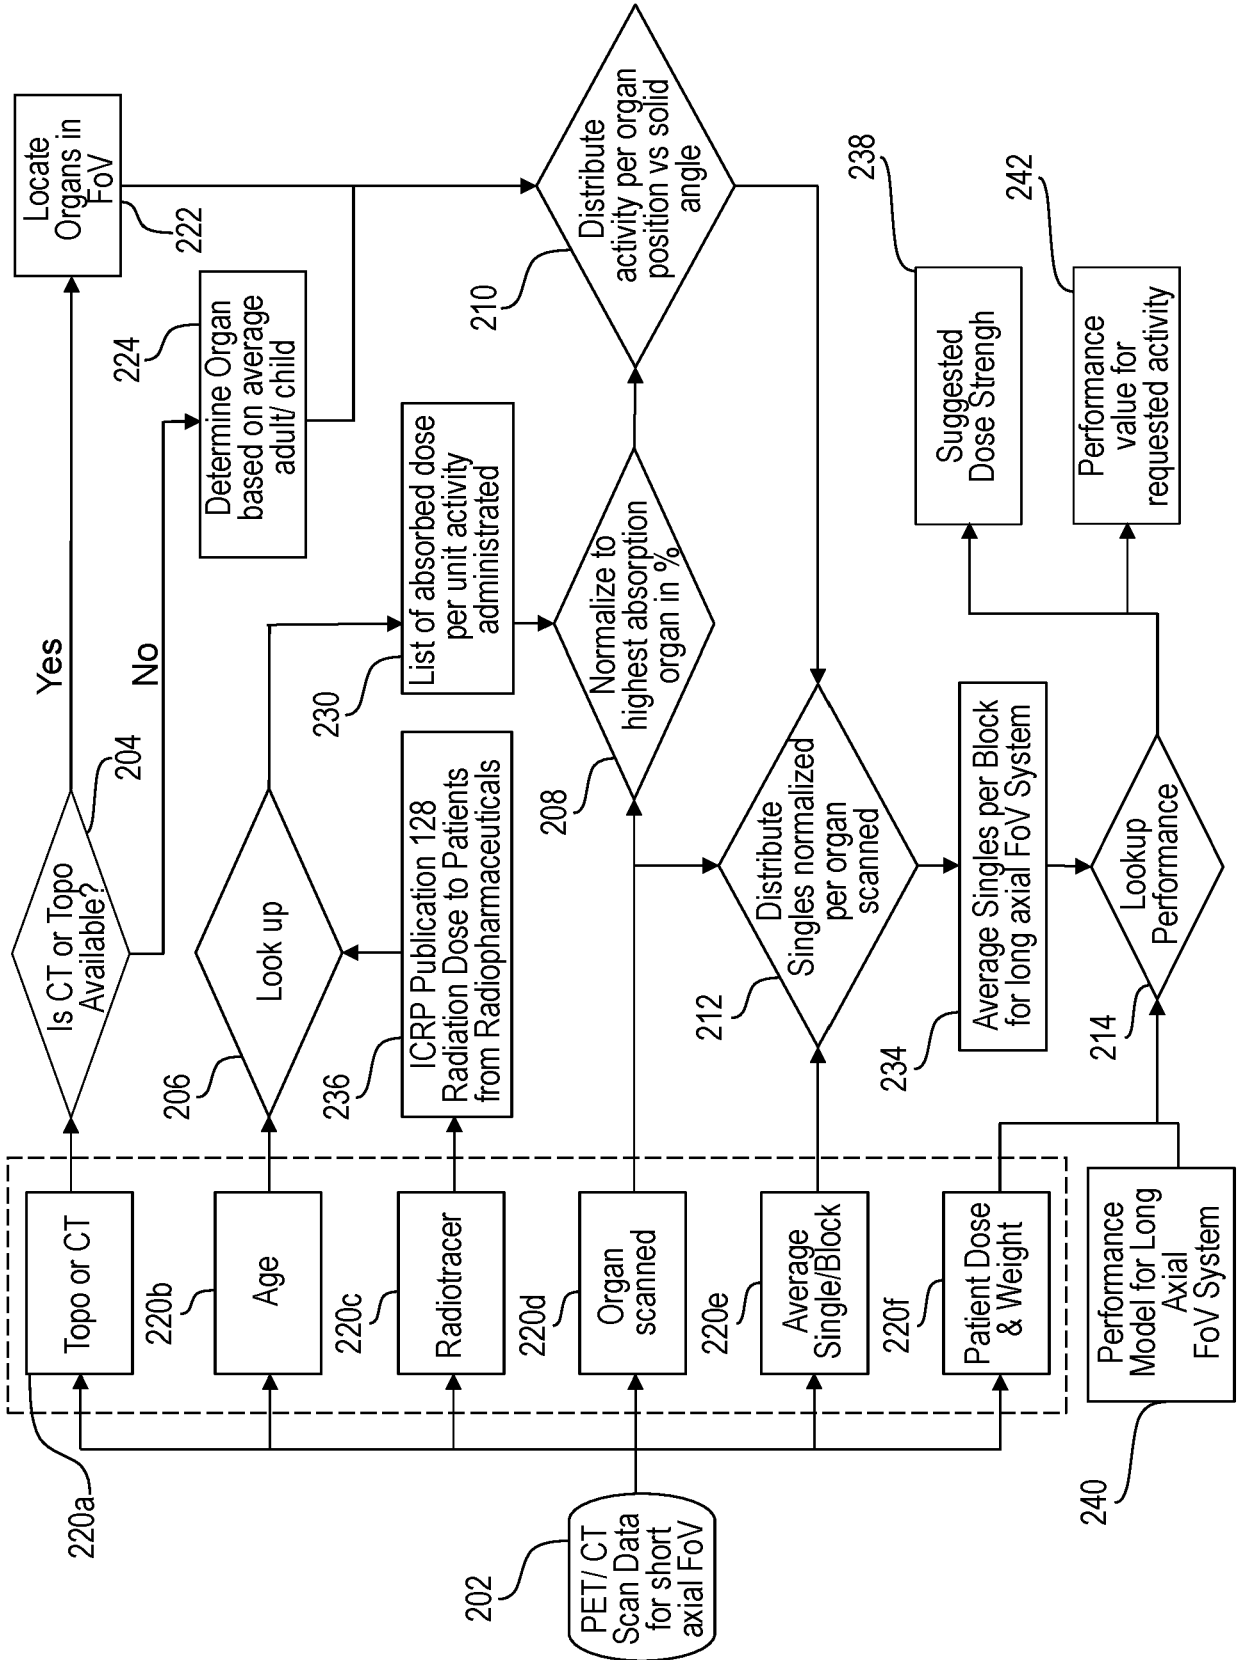 PET/ CT
Scan Data
for short
axial FoV
202
220a
Topo or CT
220b
Age
220c
Radiotracer
220d
Organ
scanned
220e
Average
Single/Block
220f
Patient Dose
& Weight
Performance
Model for Long
Axial
FoV System
240
Is CT or Topo
Available?
204
Yes
No
Locate
Organs in
FoV
222
224
Determine Organ
based on average
adult/ child
Look up
206
236
ICRP Publication 128
Radiation Dose to Patients
from Radiopharmaceuticals
230
List of absorbed dose
per unit activity
administrated
Normalize to
highest absorption
organ in %
208
Distribute
activity per organ
position vs solid
angle
210
Distribute
Singles normalized
per organ
scanned
212
Average Singles per Block
for long axial FoV System
234
Lookup
Performance
214
Suggested
Dose Strengh
238
Performance
value for
requested activity
242